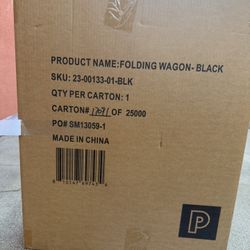 PRODUCT NAME:FOLDING WAGON- BLACK
SKU: 23-00133-01-BLK
QTY PER CARTON: 1
CARTON# OF 25000
PO# SM13059-1
MADE IN CHINA
P